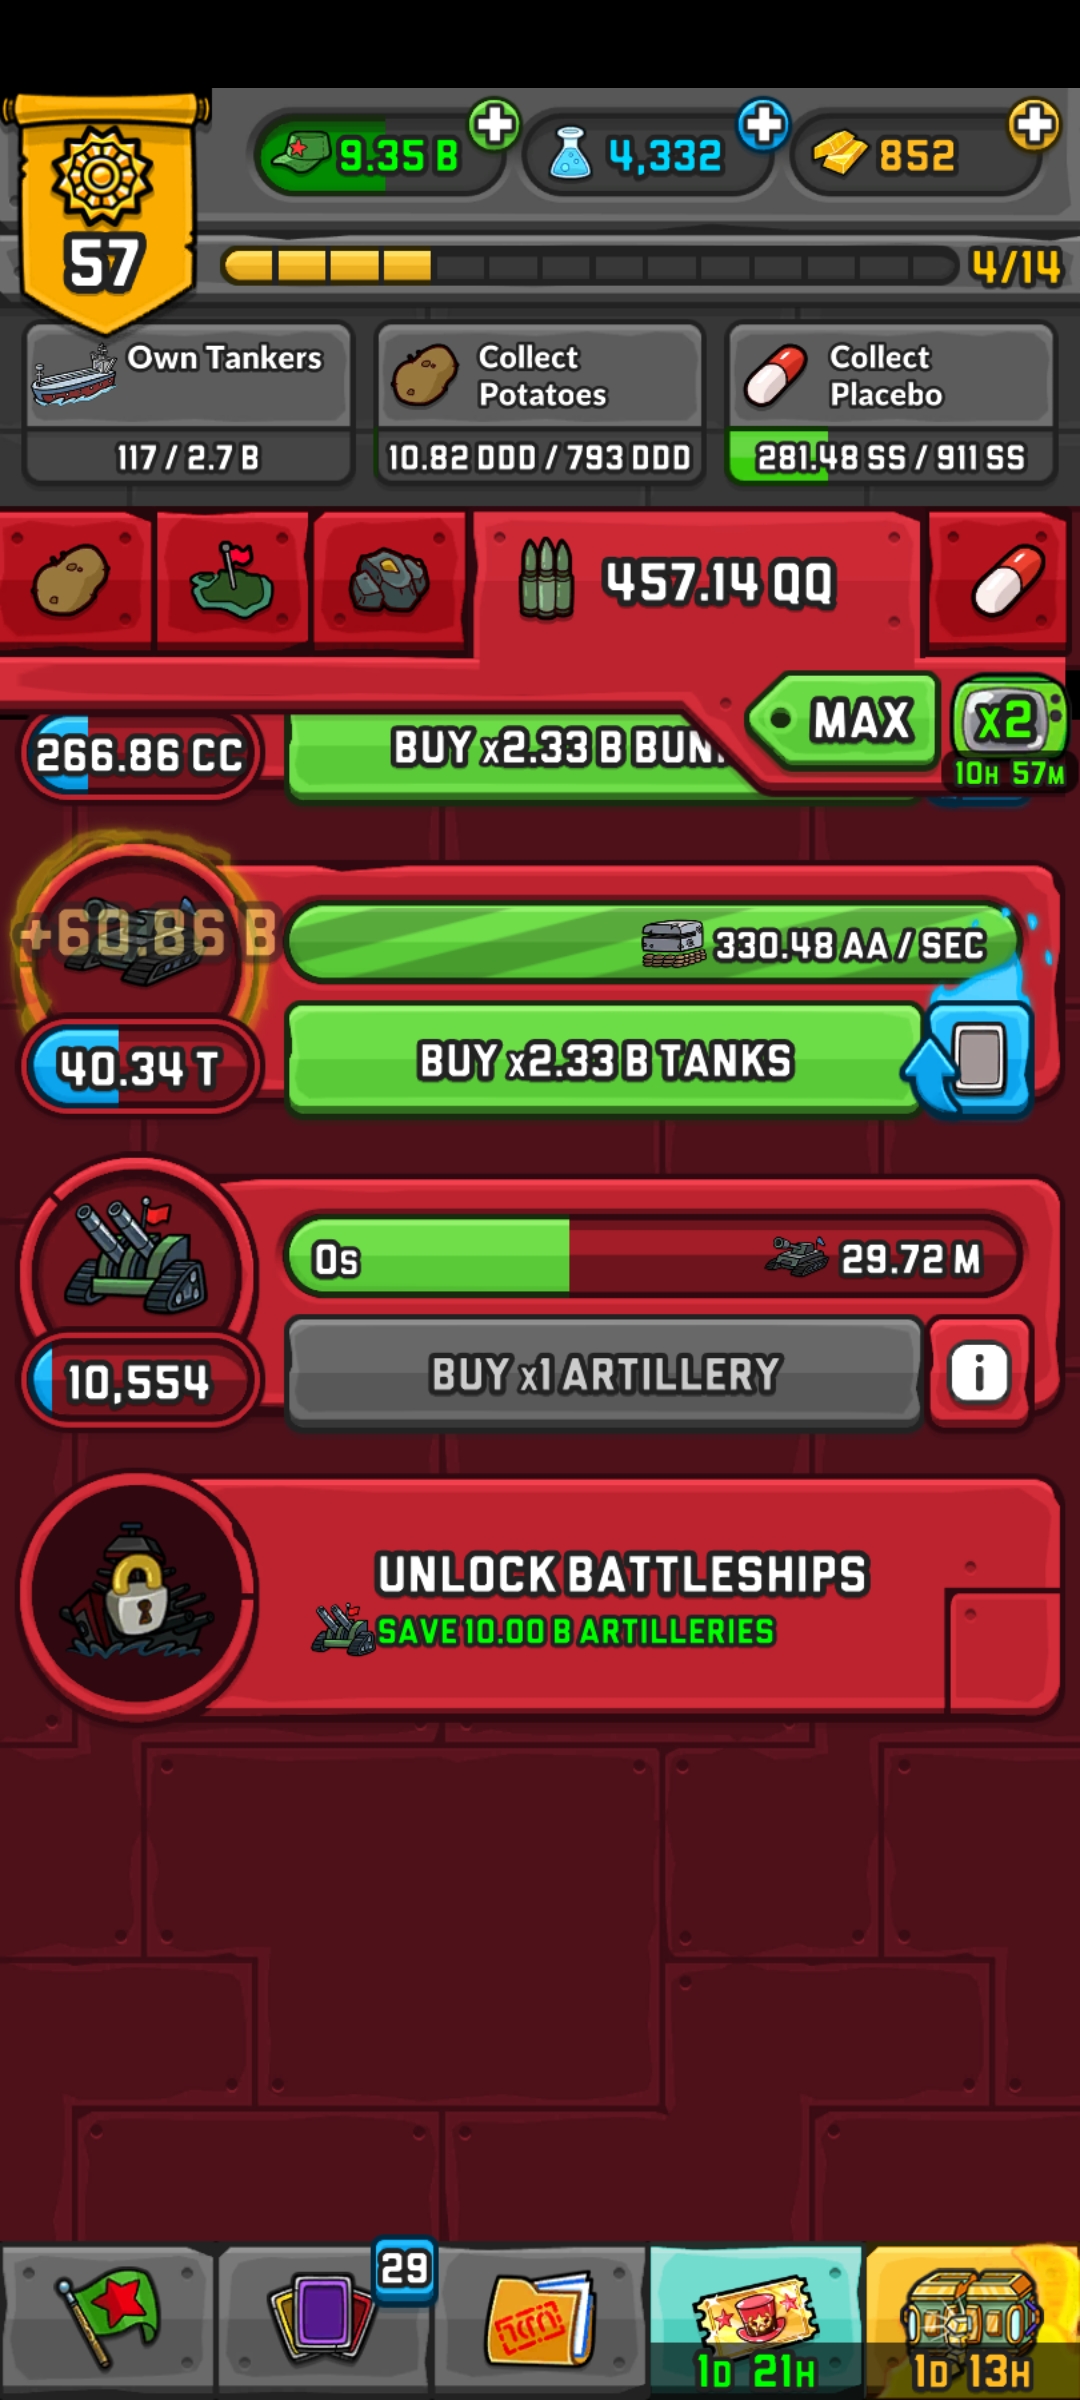 57
9.35 B
4,332
852
4/14
Own Tankers
117 / 2.7 B
Collect
Potatoes
10.82 DDD / 793 DDD
Collect
Placebo
281.48 SS / 911 SS
457.14 QQ
MAX
x2
10H 57M
266.86 CC
BUY x2.33 B
+60.86 B
330.48 AA / SEC
40.34 T
BUY x2.33 B TANKS
0s
29.72 M
10,554
BUY x1 ARTILLERY
i
UNLOCK BATTLESHIPS
SAVE 10.00 B ARTILLERIES
29
1D 21H
1D 13H